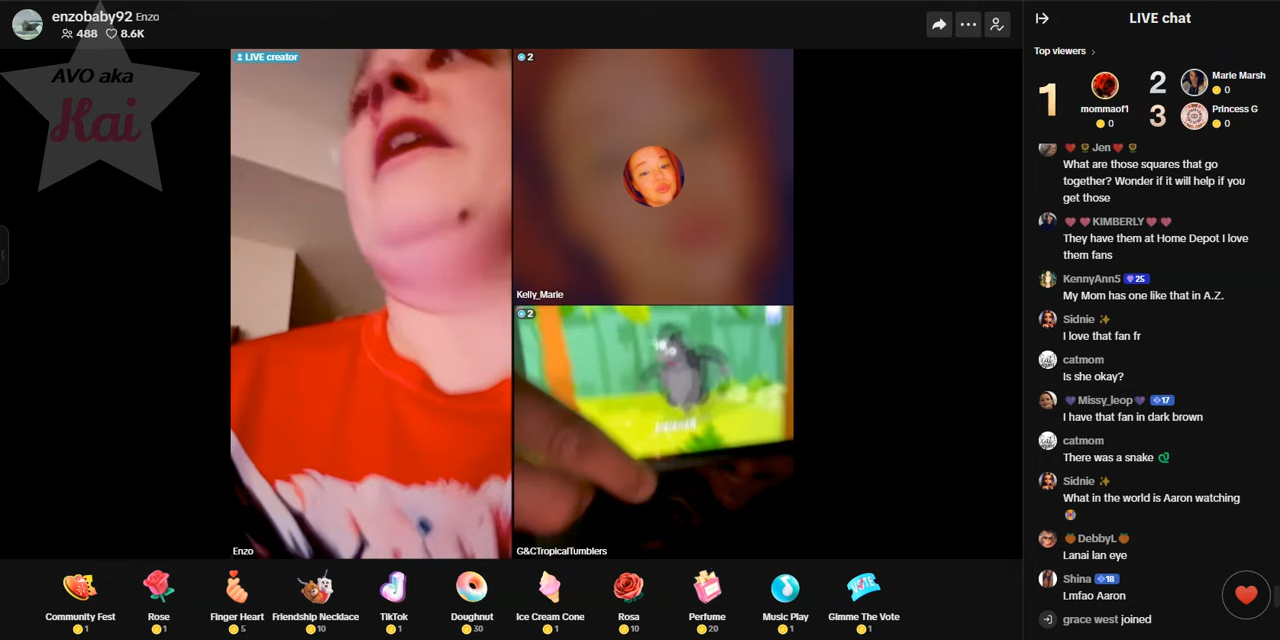 enzobaby92 Enzo
488 8.6K
AVO aka
Kai
LIVE creator
2
Kelly_Marie
2
Enzo
G&CTropicalTumblers
Community Fest
1
Rose
1
Finger Heart
5
Friendship Necklace
10
TikTok
1
Doughnut
30
Ice Cream Cone
1
Rosa
10
Perfume
20
Music Play
1
VOTE
Gimme The Vote
1
LIVE chat
Top viewers
1
mommaof1
0
2
Marie Marsh
0
3
Princess G
0
Jen
What are those squares that go
together? Wonder if it will help if you
get those
KIMBERLY
They have them at Home Depot I love
them fans
KennyAnn5 25
My Mom has one like that in A.Z.
Sidnie
I love that fan fr
catmom
Is she okay?
Missy_leop 17
I have that fan in dark brown
catmom
There was a snake
Sidnie
What in the world is Aaron watching
DebbyL
Lanai lan eye
Shina 18
Lmfao Aaron
grace west joined